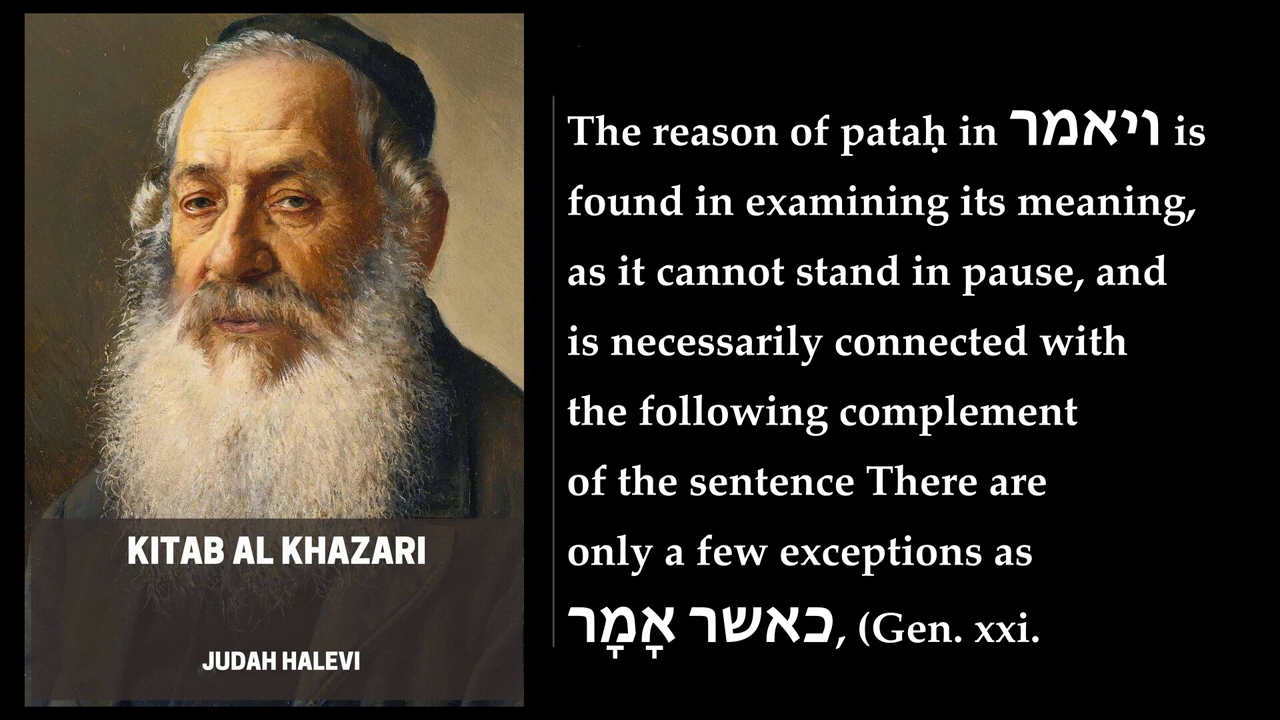 KITAB AL KHAZARI
JUDAH HALEVI
The reason of pataḥ in ויאמר is
found in examining its meaning,
as it cannot stand in pause, and
is necessarily connected with
the following complement
of the sentence There are
only a few exceptions as
כאשר אָמָר, (Gen. xxi.